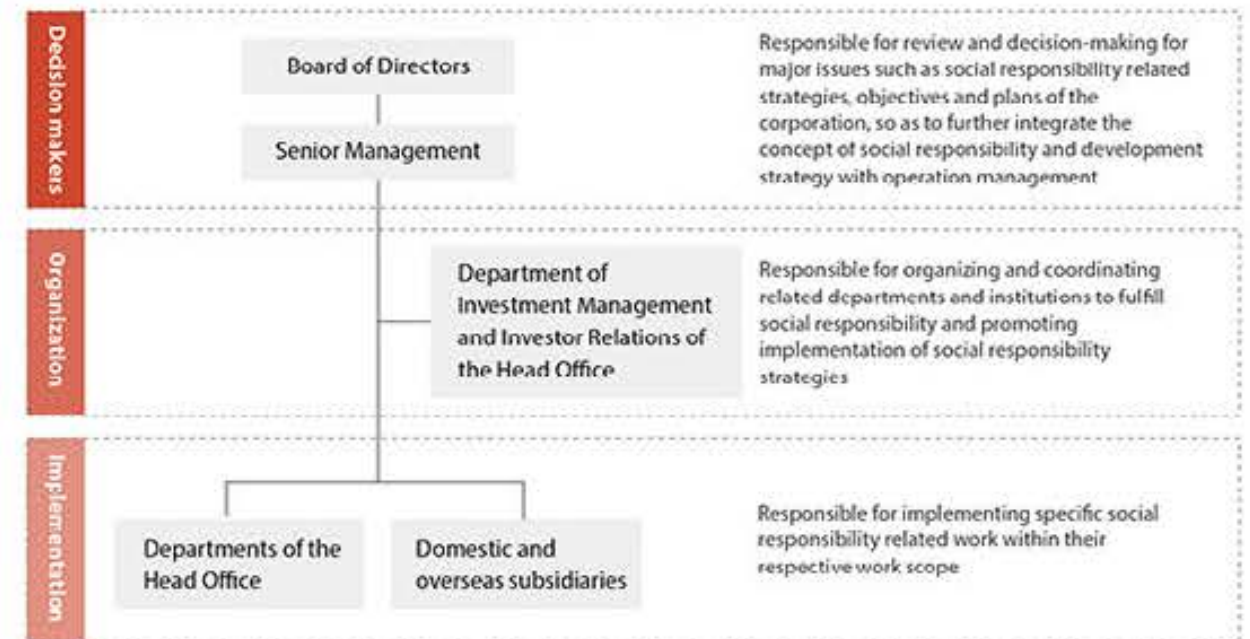 Decision makers
Board of Directors
Senior Management
Responsible for review and decision-making for
major issues such as social responsibility related
strategies, objectives and plans of the
corporation, so as to further integrate the
concept of social responsibility and development
strategy with operation management
Organization
Department of
Investment Management
and Investor Relations of
the Head Office
Responsible for organizing and coordinating
related departments and institutions to fulfill
social responsibility and promoting
implementation of social responsibility
strategies
Implementation
Departments of the
Head Office
Domestic and
overseas subsidiaries
Responsible for implementing specific social
responsibility related work within their
respective work scope